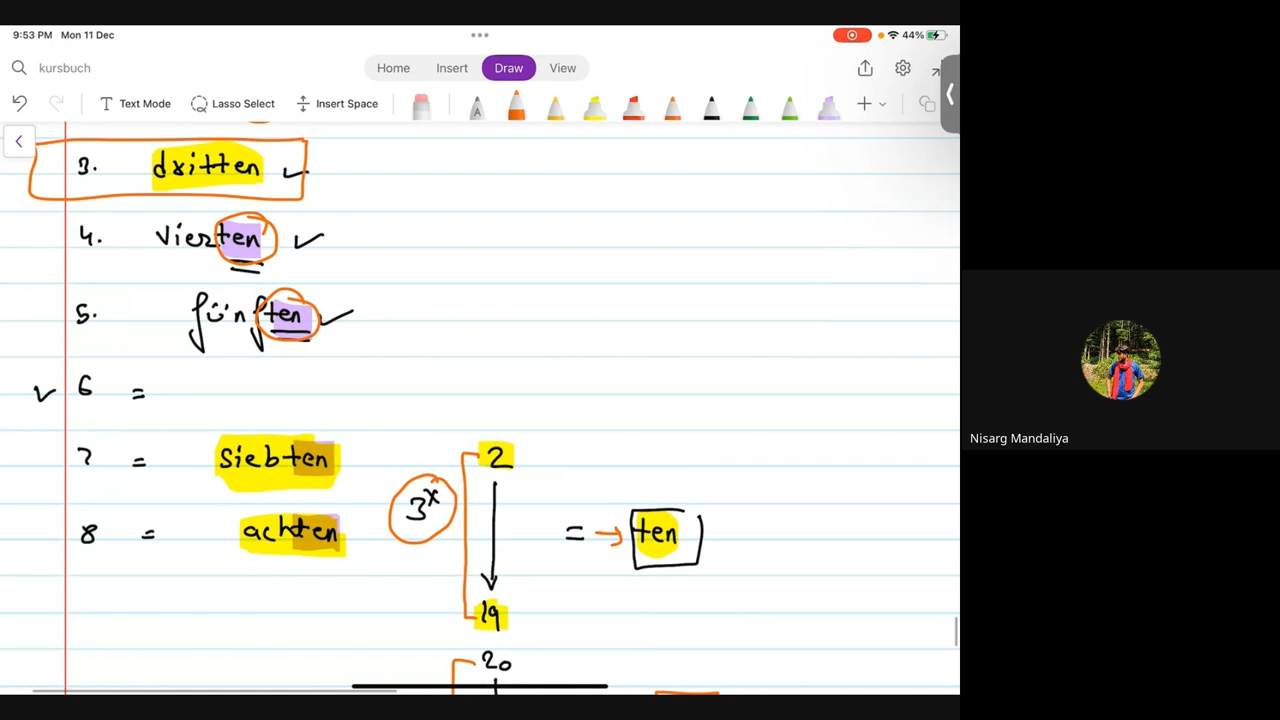 9:53 PM Mon 11 Dec
44%
kursbuch
Home Insert Draw View
Text Mode Lasso Select Insert Space
3. dritten
4. vierten
5. fünften
6 =
7 = siebten
8 = achten
2
3x
= → ten
19
20
Nisarg Mandaliya